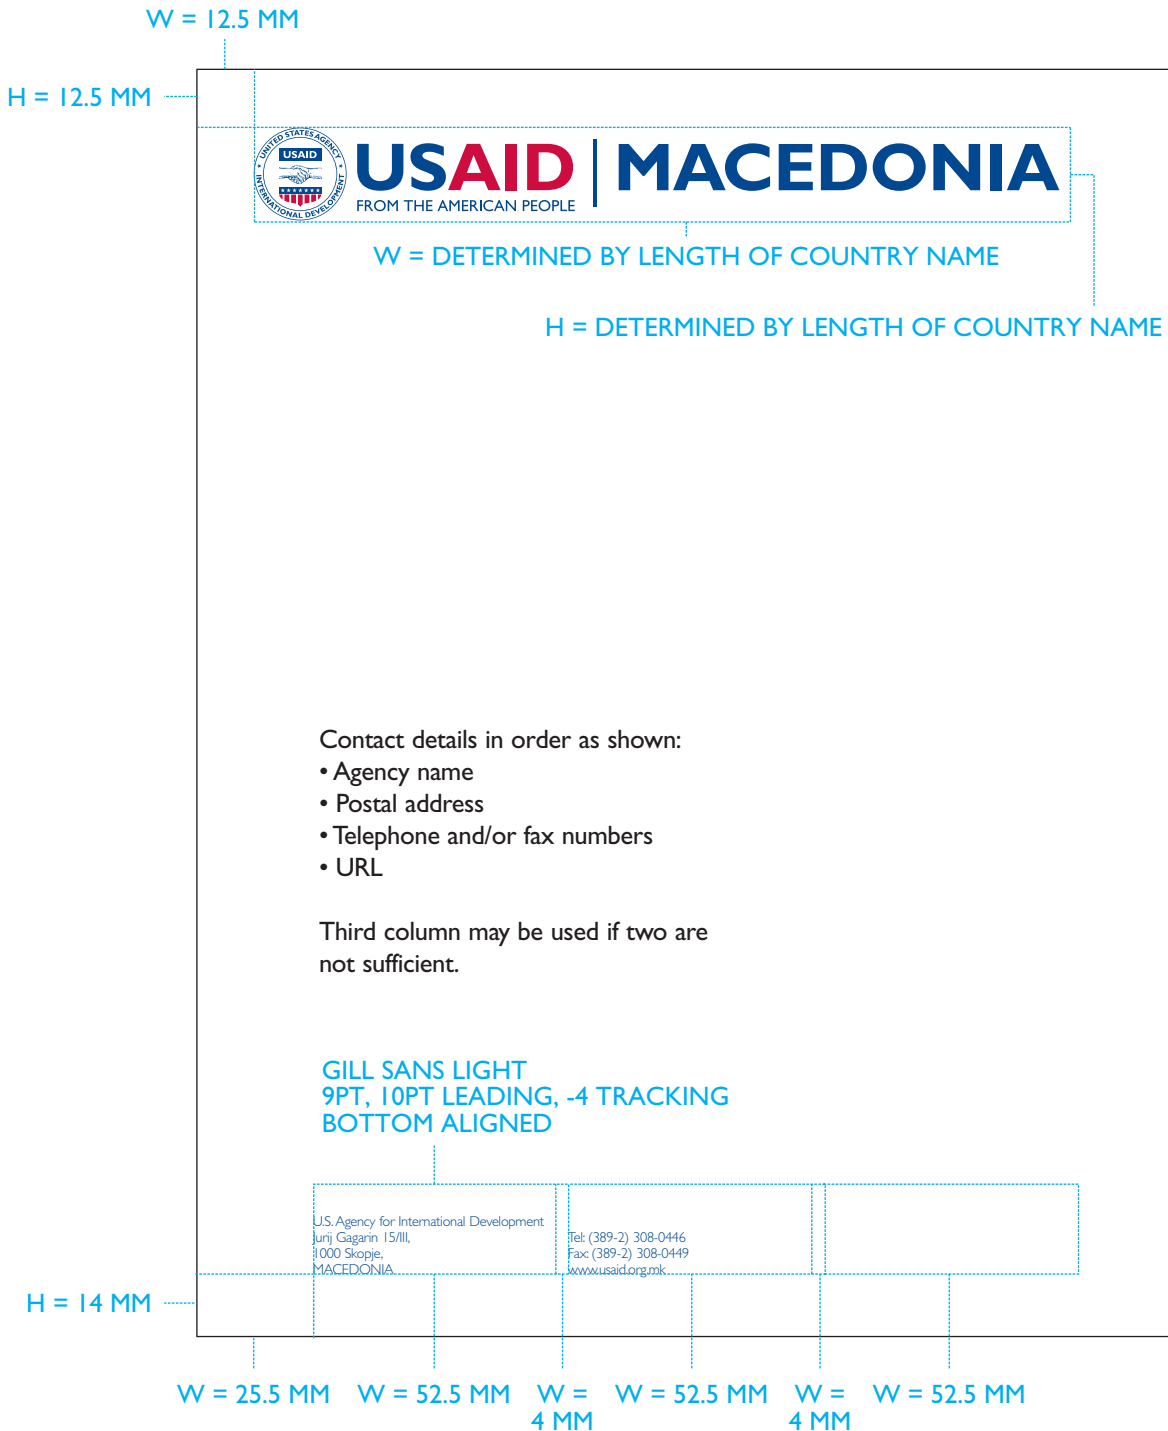 W = 12.5 MM
H = 12.5 MM
UNITED STATES AGENCY
USAID
INTERNATIONAL DEVELOPMENT
USAID | MACEDONIA
FROM THE AMERICAN PEOPLE
W = DETERMINED BY LENGTH OF COUNTRY NAME
H = DETERMINED BY LENGTH OF COUNTRY NAME
Contact details in order as shown:
• Agency name
• Postal address
• Telephone and/or fax numbers
• URL
Third column may be used if two are
not sufficient.
GILL SANS LIGHT
9PT, 10PT LEADING, -4 TRACKING
BOTTOM ALIGNED
U.S. Agency for International Development
Jurij Gagarin 15/III,
1000 Skopje,
MACEDONIA
Tel: (389-2) 308-0446
Fax: (389-2) 308-0449
www.usaid.org.mk
H = 14 MM
W = 25.5 MM
W = 52.5 MM
W =
4 MM
W = 52.5 MM
W =
4 MM
W = 52.5 MM